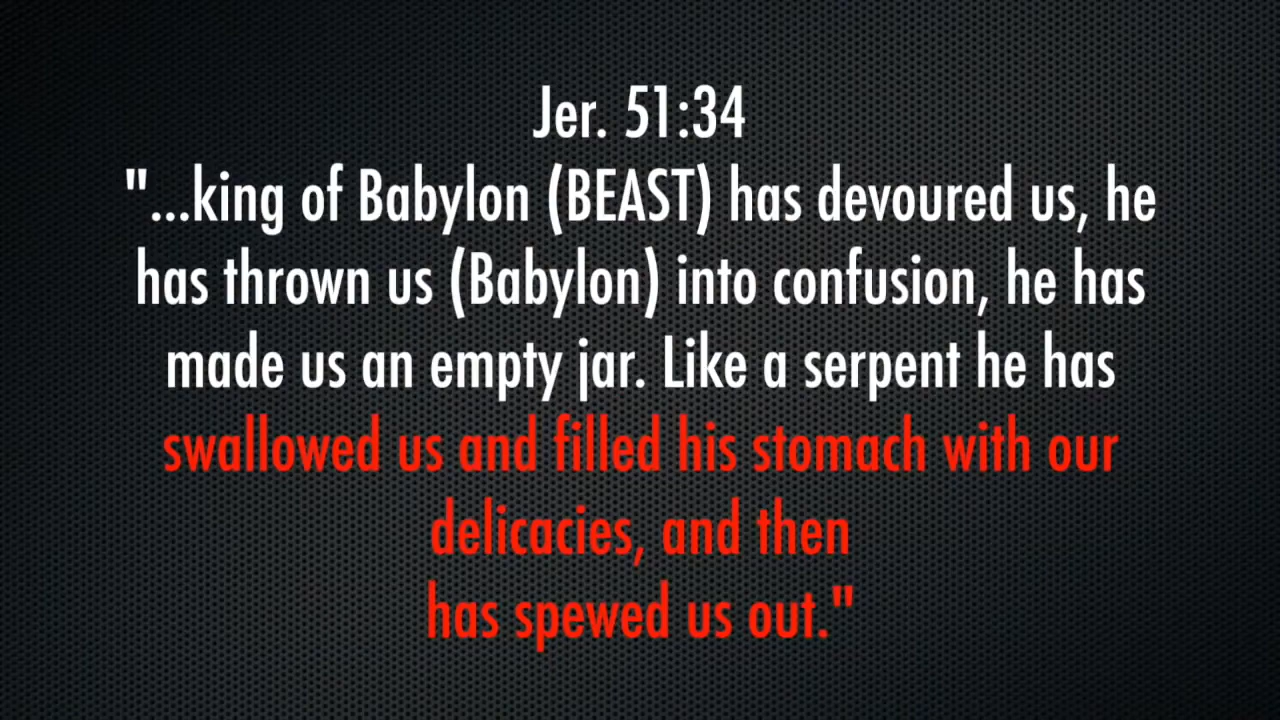 Jer. 51:34
"...king of Babylon (BEAST) has devoured us, he
has thrown us (Babylon) into confusion, he has
made us an empty jar. Like a serpent he has
swallowed us and filled his stomach with our
delicacies, and then
has spewed us out."